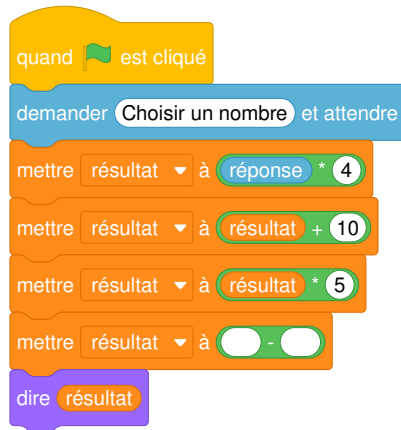 quand est cliqué
demander Choisir un nombre et attendre
mettre résultat à réponse * 4
mettre résultat à résultat + 10
mettre résultat à résultat * 5
mettre résultat à -
dire résultat